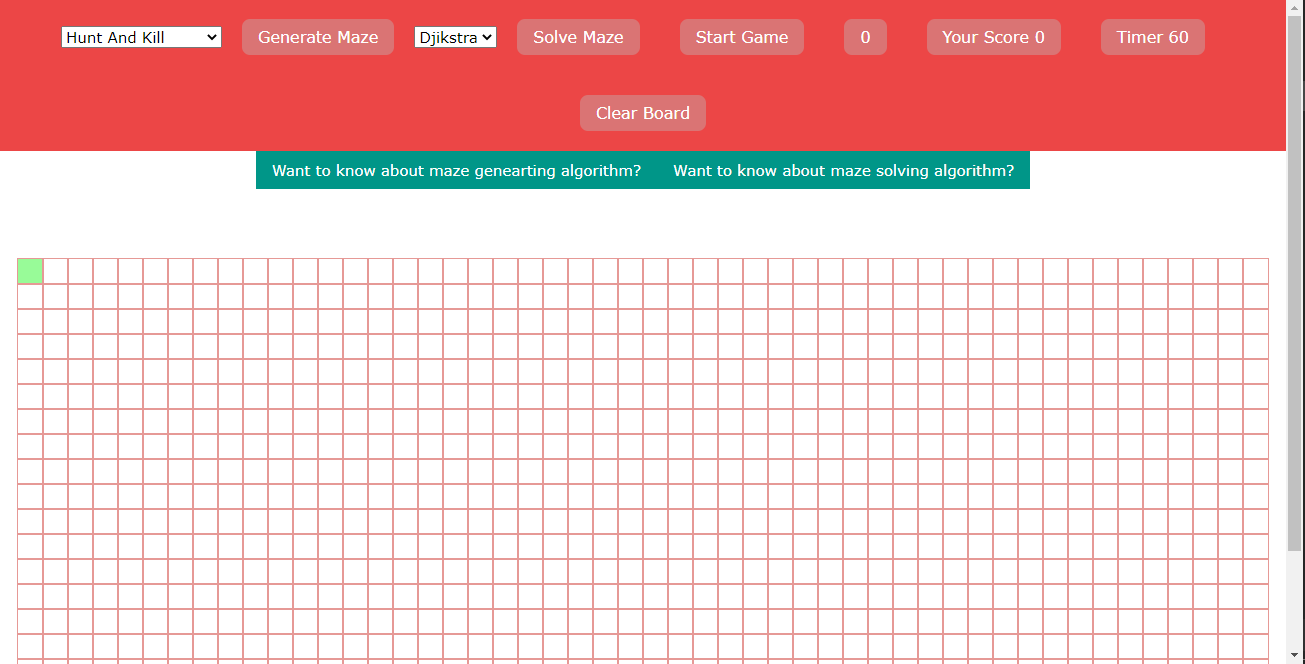 Hunt And Kill Generate Maze Djikstra Solve Maze Start Game 0 Your Score 0 Timer 60
Clear Board
Want to know about maze genearting algorithm? Want to know about maze solving algorithm?